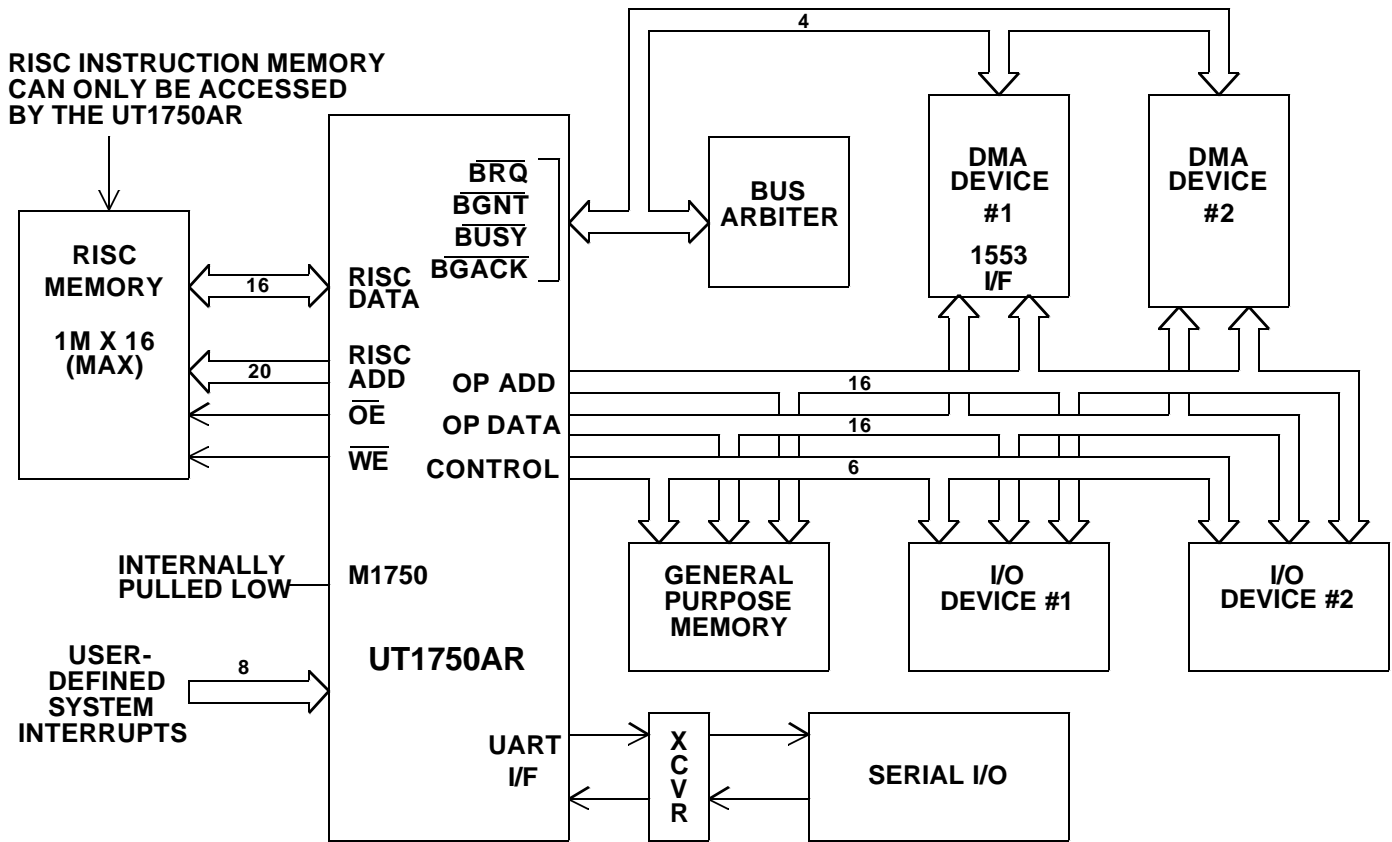 RISC INSTRUCTION MEMORY
CAN ONLY BE ACCESSED
BY THE UT1750AR
RISC
MEMORY
1M X 16
(MAX)
16
20
RISC
DATA
RISC
ADD
OE
WE
BRQ
BGNT
BUSY
BGACK
OP ADD
OP DATA
CONTROL
M1750
INTERNALLY
PULLED LOW
UT1750AR
USER-
DEFINED
SYSTEM
INTERRUPTS
8
UART
I/F
4
BUS
ARBITER
DMA
DEVICE
#1
1553
I/F
DMA
DEVICE
#2
16
16
6
GENERAL
PURPOSE
MEMORY
I/O
DEVICE #1
I/O
DEVICE #2
X
C
V
R
SERIAL I/O